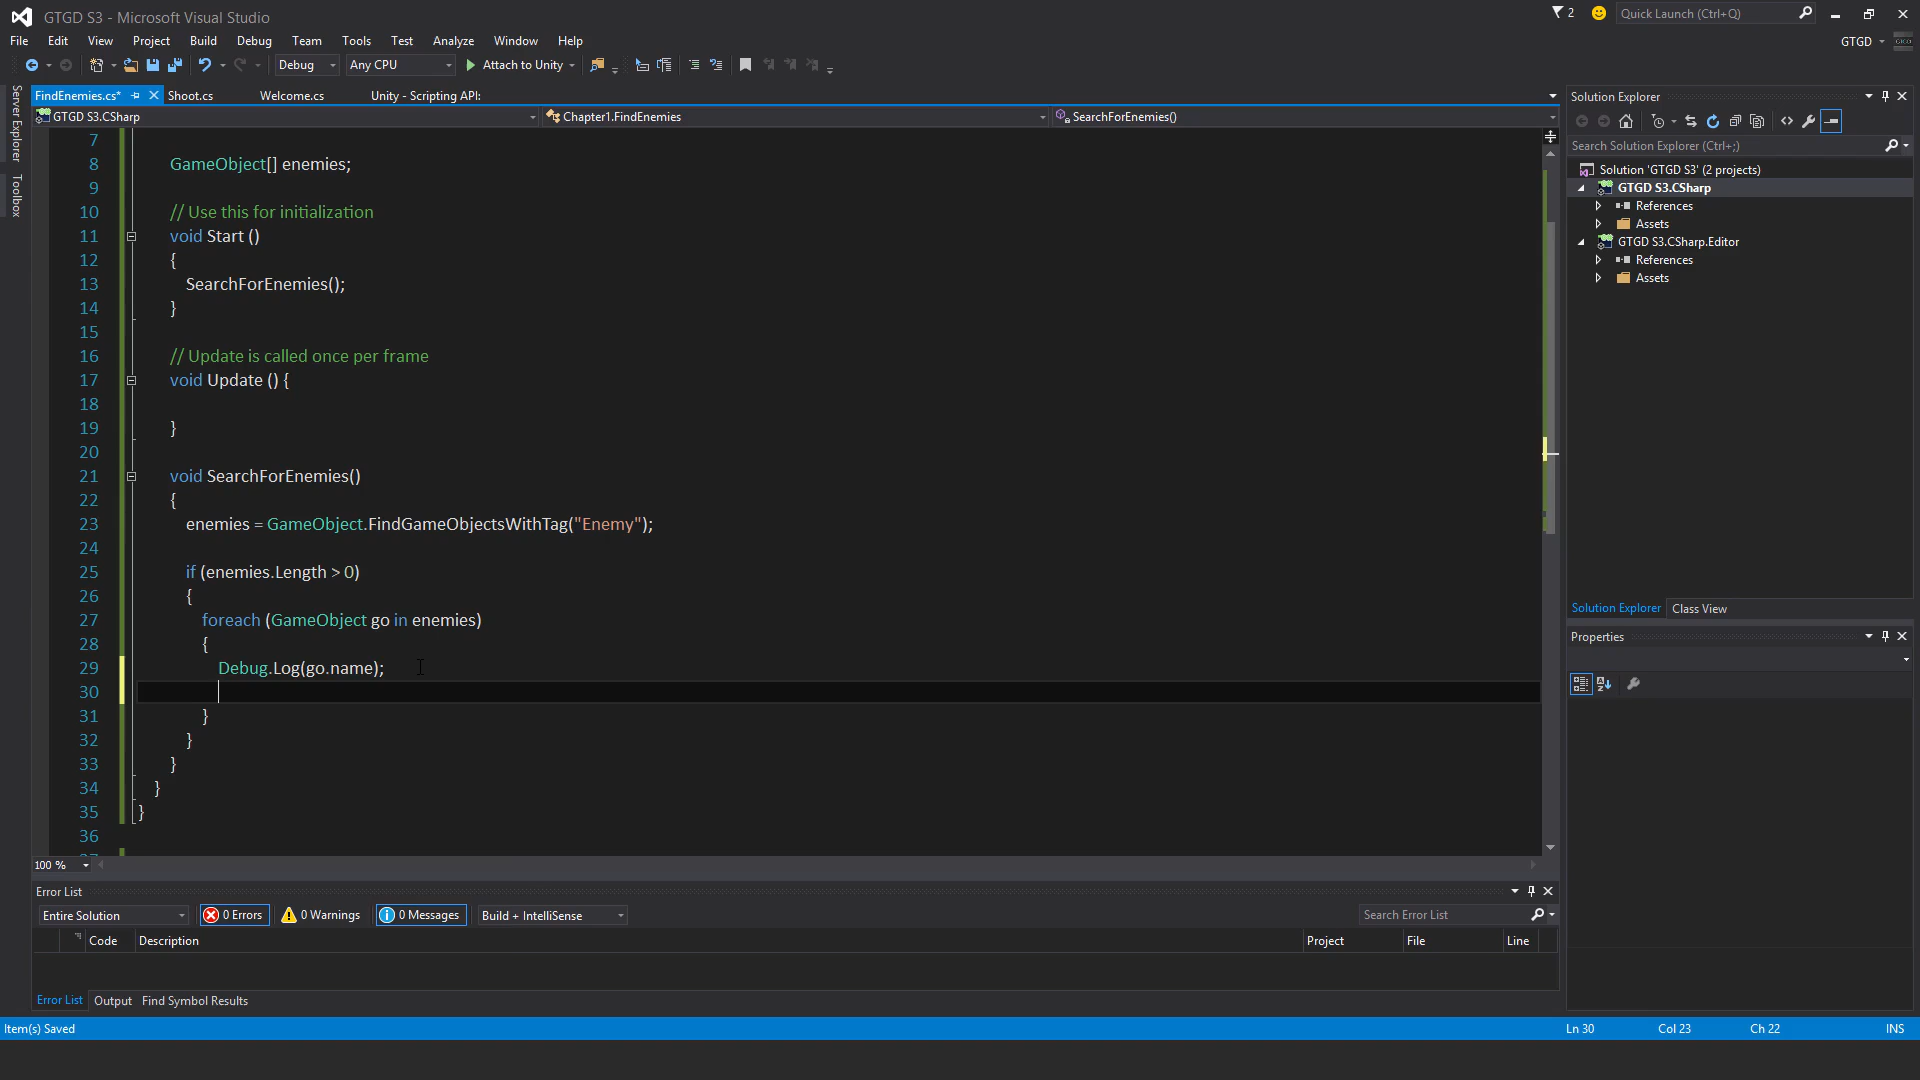 GTGD S3 - Microsoft Visual Studio
2
Quick Launch (Ctrl+Q)
File Edit View Project Build Debug Team Tools Test Analyze Window Help
GTGD
Debug Any CPU Attach to Unity
Server Explorer
Toolbox
FindEnemies.cs* Shoot.cs Welcome.cs Unity - Scripting API:
GTGD S3.CSharp Chapter1.FindEnemies SearchForEnemies()
7
8 GameObject[] enemies;
9
10 // Use this for initialization
11 void Start ()
12 {
13 SearchForEnemies();
14 }
15
16 // Update is called once per frame
17 void Update () {
18
19 }
20
21 void SearchForEnemies()
22 {
23 enemies = GameObject.FindGameObjectsWithTag("Enemy");
24
25 if (enemies.Length > 0)
26 {
27 foreach (GameObject go in enemies)
28 {
29 Debug.Log(go.name);
30
31 }
32 }
33 }
34 }
35 }
36
100 %
Solution Explorer
Search Solution Explorer (Ctrl+;)
Solution 'GTGD S3' (2 projects)
GTGD S3.CSharp
References
Assets
GTGD S3.CSharp.Editor
References
Assets
Solution Explorer Class View
Properties
Error List
Entire Solution 0 Errors 0 Warnings 0 Messages Build + IntelliSense Search Error List
Code Description Project File Line
Error List Output Find Symbol Results
Item(s) Saved Ln 30 Col 23 Ch 22 INS